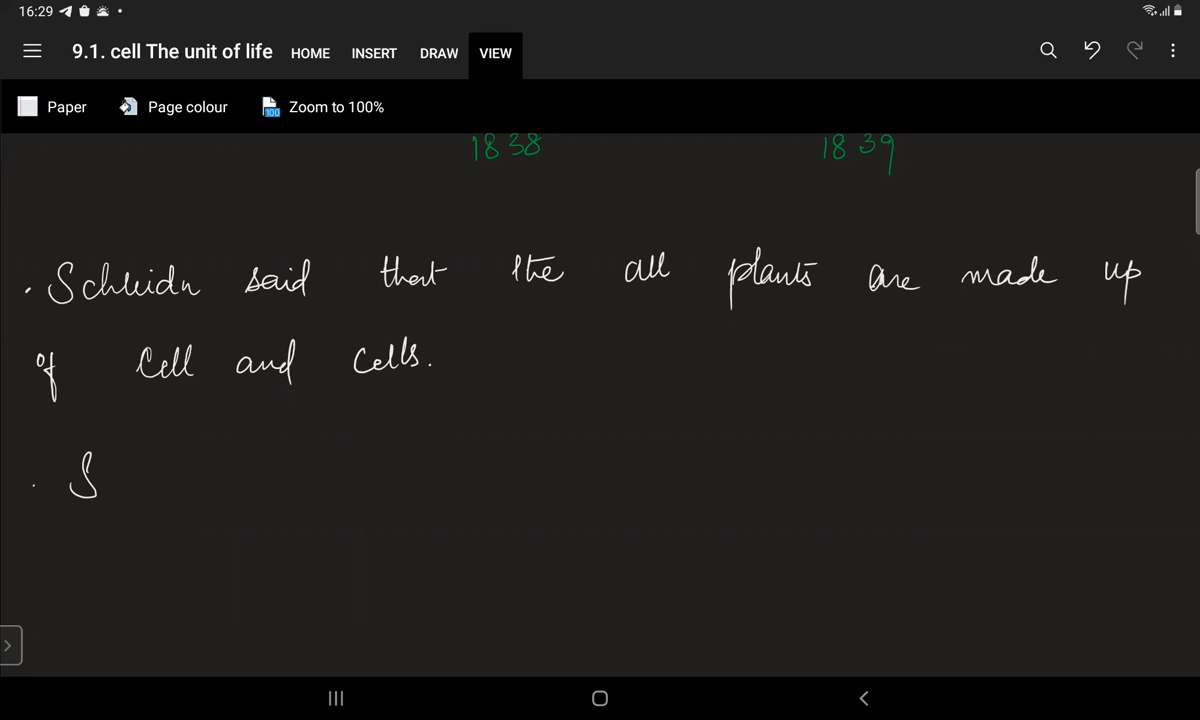 16:29
9.1. cell The unit of life HOME INSERT DRAW VIEW
Paper Page colour 100 Zoom to 100%
1838 1839
. Schleidn said that the all plants are made up
of cell and cells.
. S